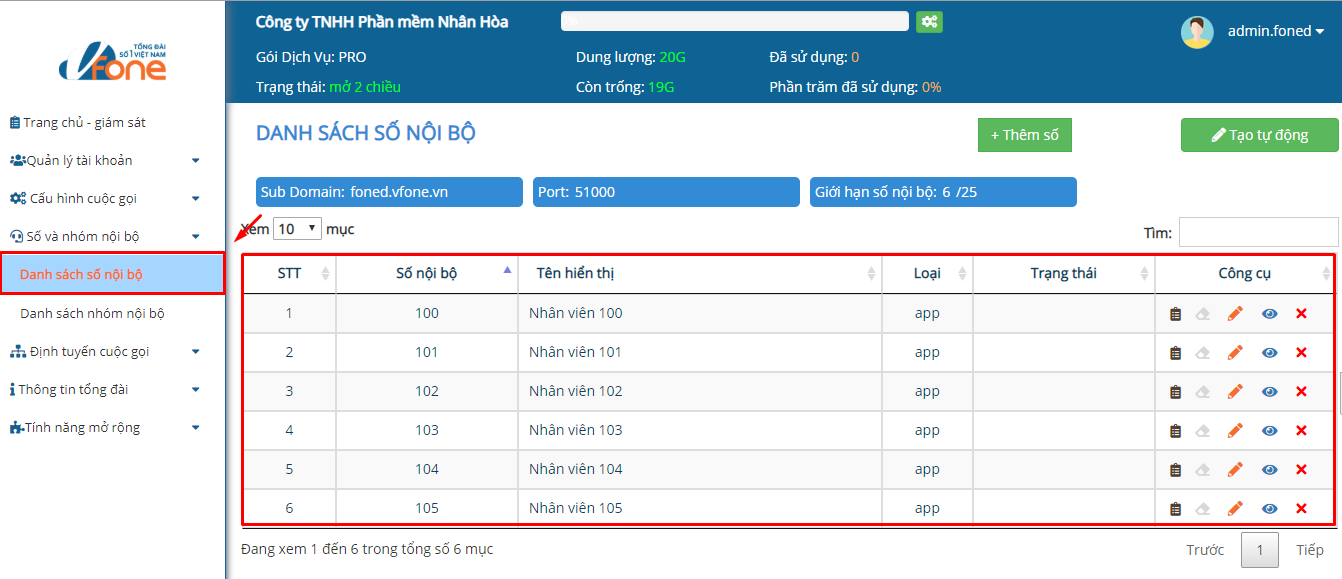 TỔNG ĐÀI
SỐ 1 VIỆT NAM
Vfone
Trang chủ - giám sát
Quản lý tài khoản
Cấu hình cuộc gọi
Số và nhóm nội bộ
Danh sách số nội bộ
Danh sách nhóm nội bộ
Định tuyến cuộc gọi
Thông tin tổng đài
Tính năng mở rộng
Công ty TNHH Phần mềm Nhân Hòa
admin.foned
Gói Dịch Vụ: PRO Dung lượng: 20G Đã sử dụng: 0
Trạng thái: mở 2 chiều Còn trống: 19G Phần trăm đã sử dụng: 0%
DANH SÁCH SỐ NỘI BỘ
+ Thêm số
Tạo tự động
Sub Domain: foned.vfone.vn Port: 51000 Giới hạn số nội bộ: 6 /25
Xem 10 mục
Tìm:
STT Số nội bộ Tên hiển thị Loại Trạng thái Công cụ
1 100 Nhân viên 100 app
2 101 Nhân viên 101 app
3 102 Nhân viên 102 app
4 103 Nhân viên 103 app
5 104 Nhân viên 104 app
6 105 Nhân viên 105 app
Đang xem 1 đến 6 trong tổng số 6 mục
Trước 1 Tiếp